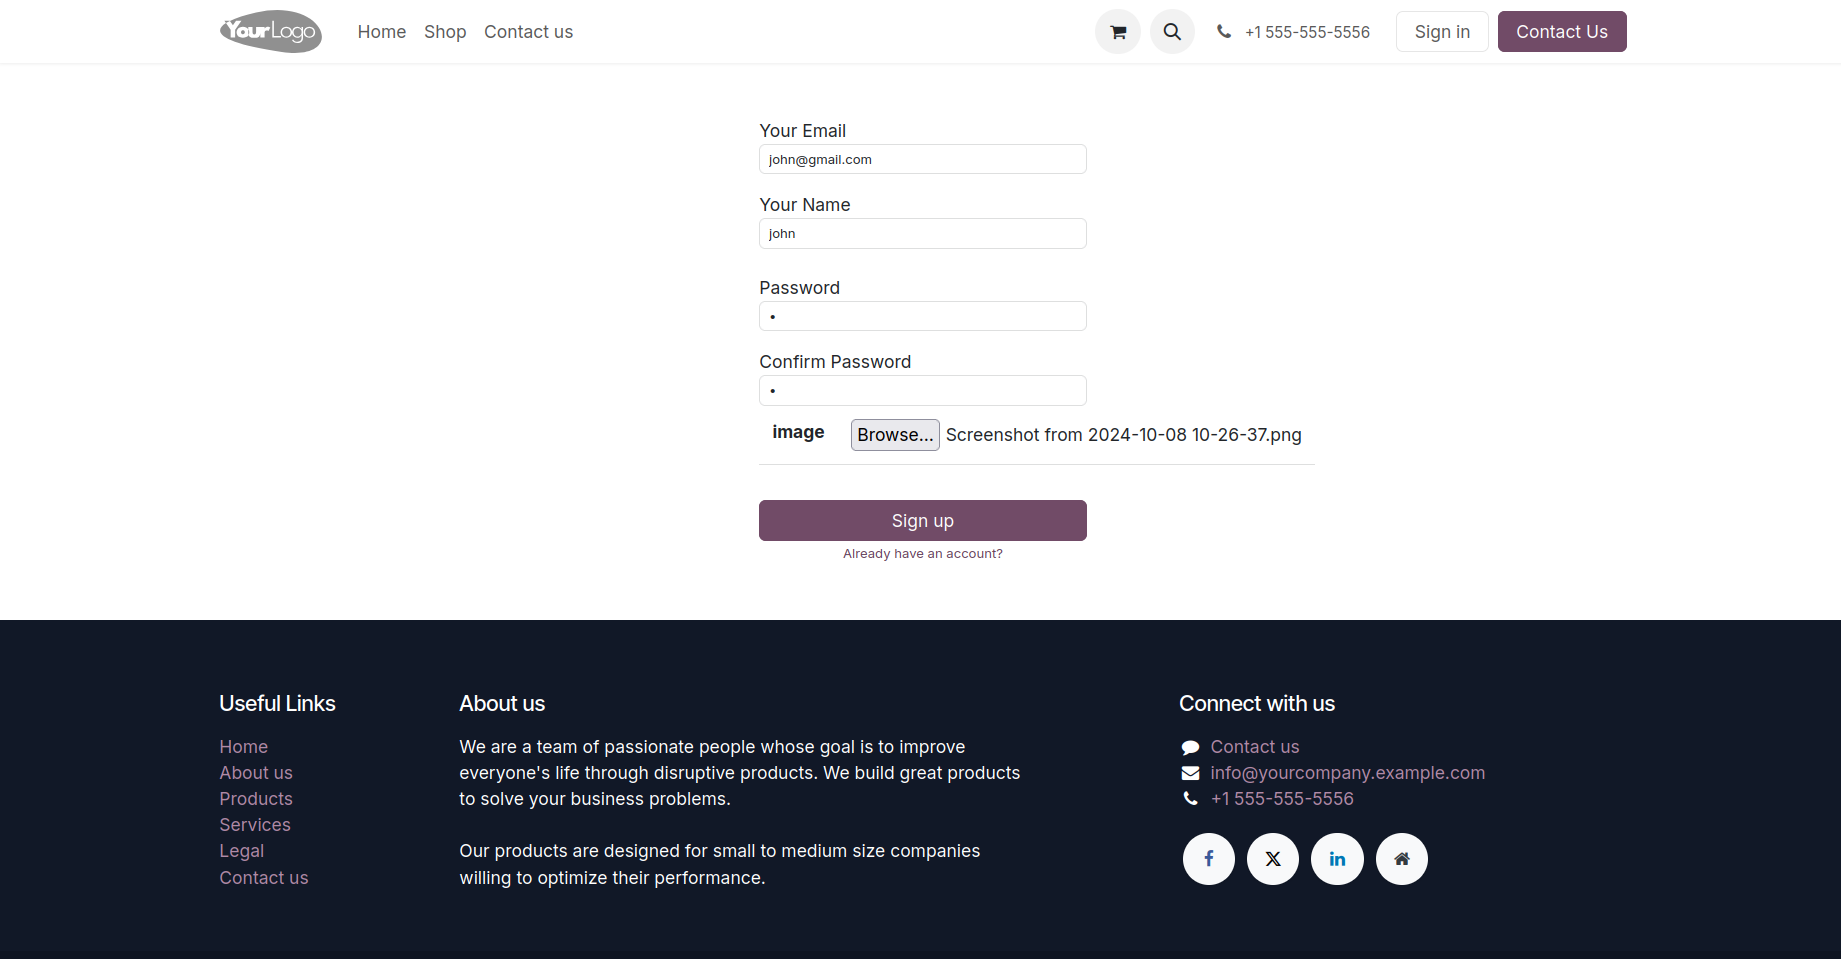 YourLogo
Home Shop Contact us +1 555-555-5556 Sign in Contact Us
Your Email
john@gmail.com
Your Name
john
Password
•
Confirm Password
•
image Browse... Screenshot from 2024-10-08 10-26-37.png
Sign up
Already have an account?
Useful Links
Home
About us
Products
Services
Legal
Contact us
About us
We are a team of passionate people whose goal is to improve
everyone's life through disruptive products. We build great products
to solve your business problems.
Our products are designed for small to medium size companies
willing to optimize their performance.
Connect with us
Contact us
info@yourcompany.example.com
+1 555-555-5556